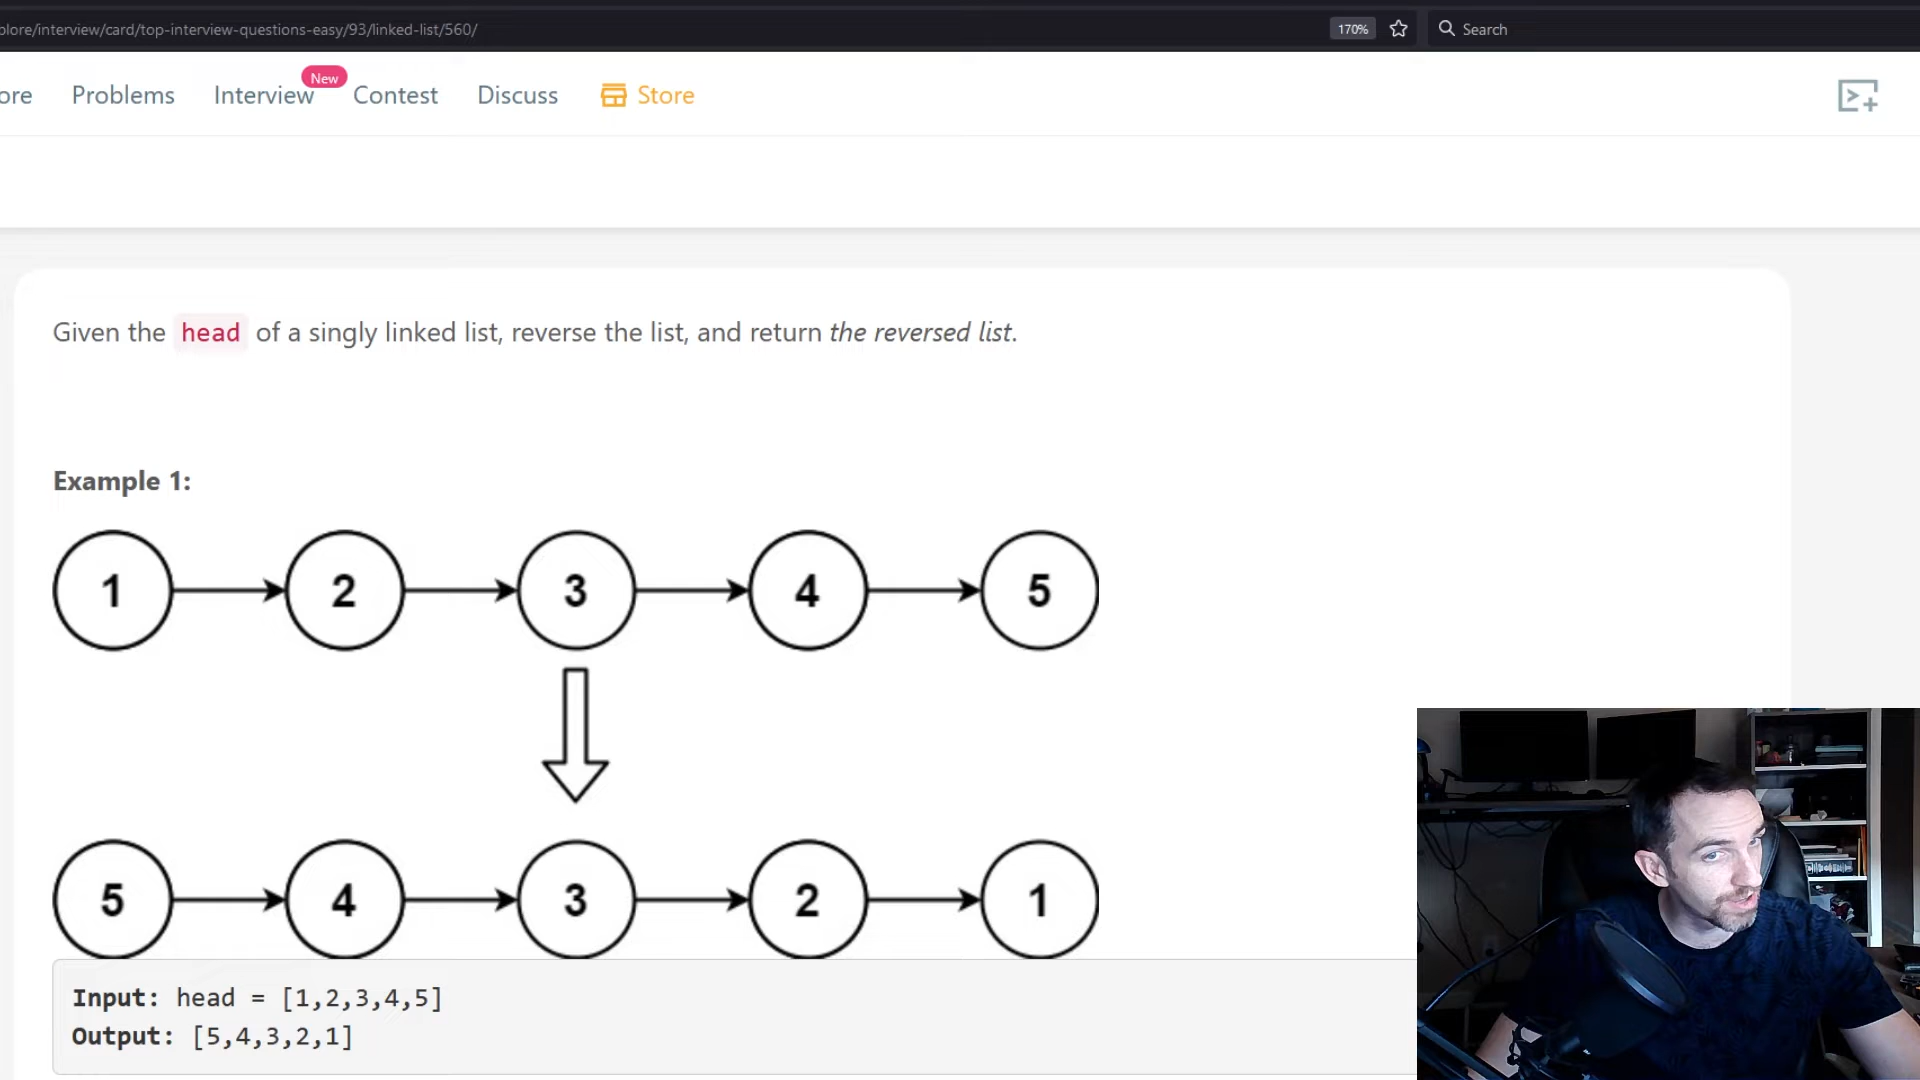 plore/interview/card/top-interview-questions-easy/93/linked-list/560/
170%
Search
ore Problems Interview New Contest Discuss Store
Given the head of a singly linked list, reverse the list, and return the reversed list.
Example 1:
1 2 3 4 5
5 4 3 2 1
Input: head = [1,2,3,4,5]
Output: [5,4,3,2,1]